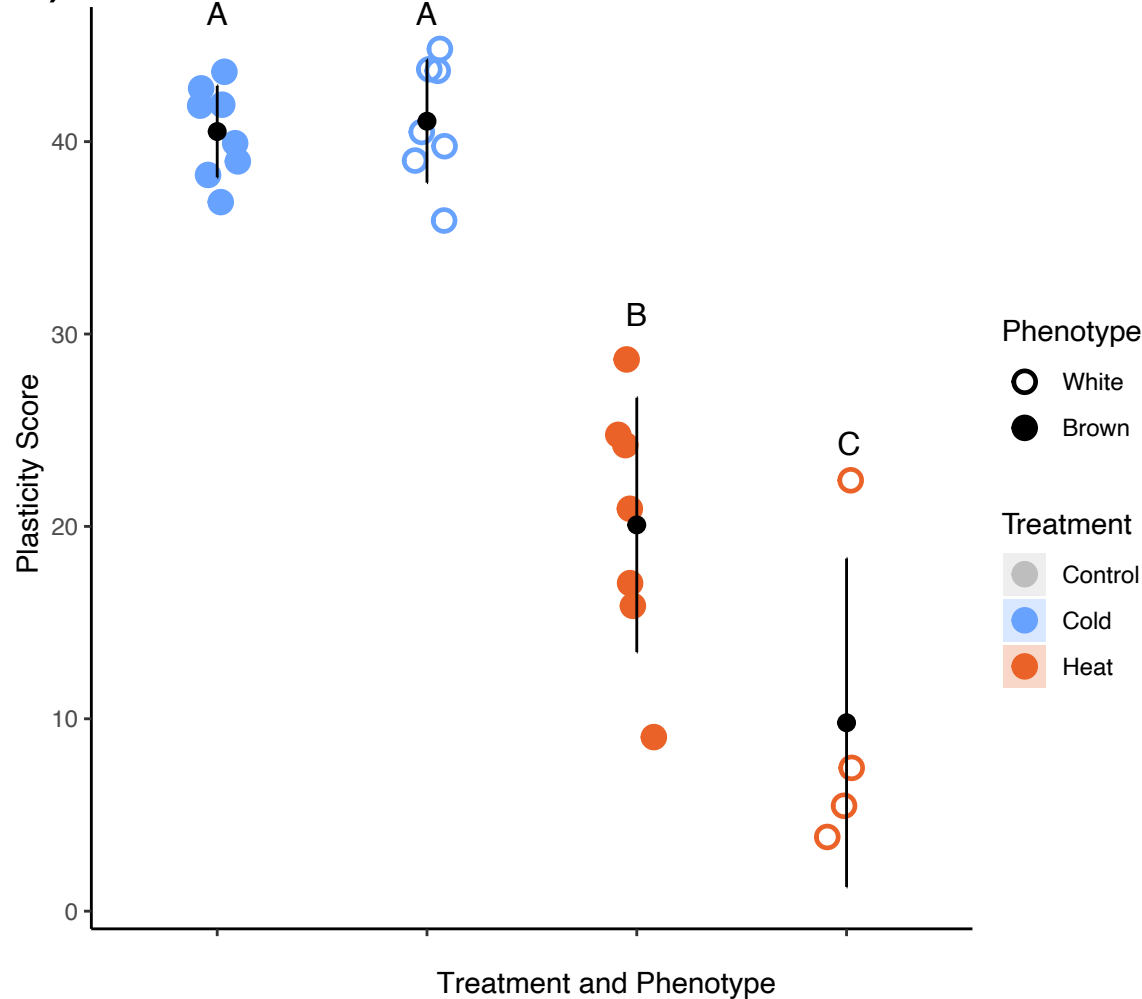 A
A
40
30
B
C
20
10
0
Plasticity Score
Treatment and Phenotype
Phenotype
White
Brown
Treatment
Control
Cold
Heat